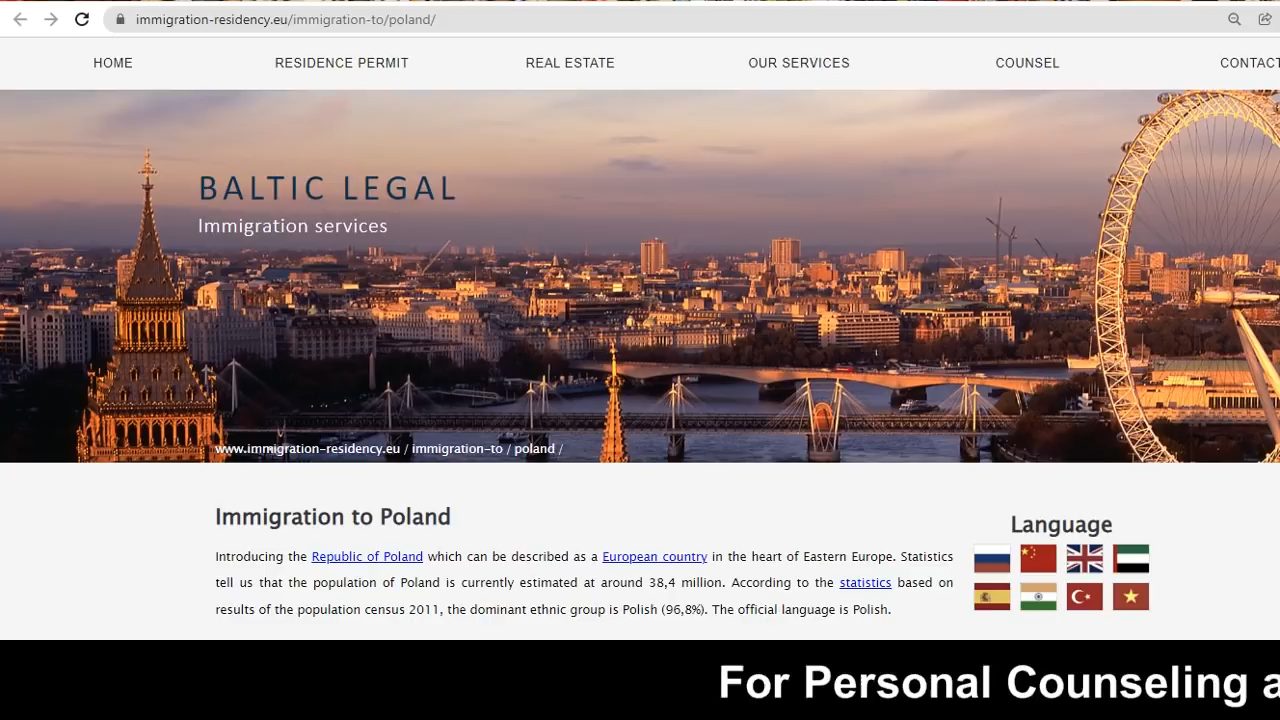 immigration-residency.eu/immigration-to/poland/
HOME RESIDENCE PERMIT REAL ESTATE OUR SERVICES COUNSEL CONTACT
BALTIC LEGAL
Immigration services
www.immigration-residency.eu / immigration-to / poland /
Immigration to Poland
Introducing the Republic of Poland which can be described as a European country in the heart of Eastern Europe. Statistics
tell us that the population of Poland is currently estimated at around 38,4 million. According to the statistics based on
results of the population census 2011, the dominant ethnic group is Polish (96,8%). The official language is Polish.
Language
For Personal Counseling a